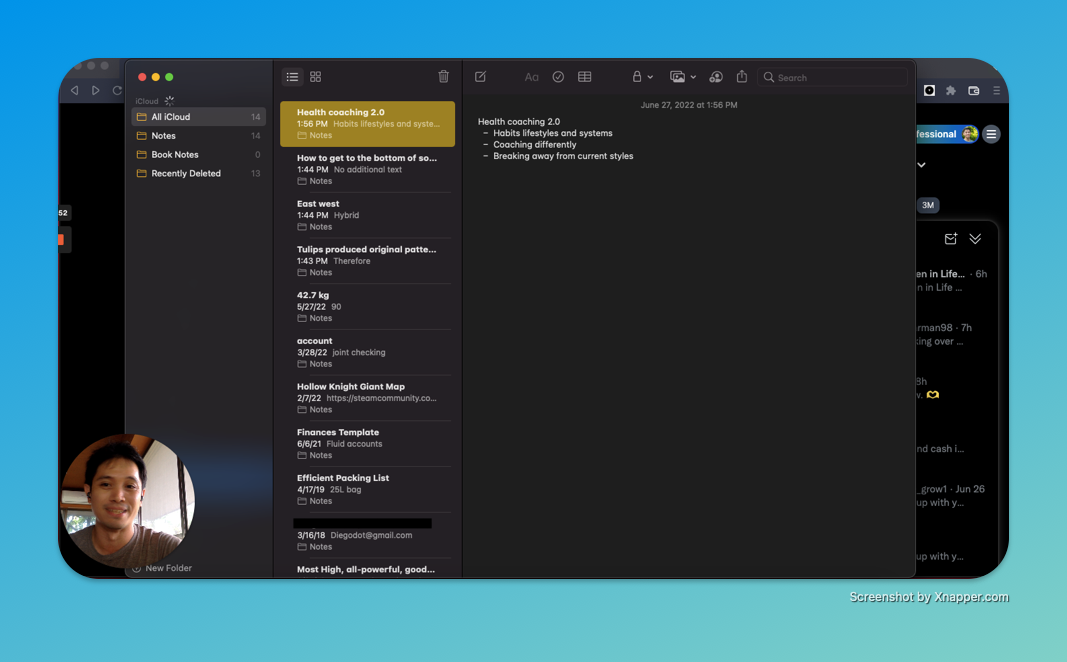 iCloud
All iCloud 14
Notes 14
Book Notes 0
Recently Deleted 13
New Folder
52
Health coaching 2.0
1:56 PM Habits lifestyles and syste...
Notes
How to get to the bottom of so...
1:44 PM No additional text
Notes
East west
1:44 PM Hybrid
Notes
Tulips produced original patte...
1:43 PM Therefore
Notes
42.7 kg
5/27/22 90
Notes
account
3/28/22 joint checking
Notes
Hollow Knight Giant Map
2/7/22 https://steamcommunity.co...
Notes
Finances Template
6/6/21 Fluid accounts
Notes
Efficient Packing List
4/17/19 25L bag
Notes
3/16/18 Diegodot@gmail.com
Notes
Most High, all-powerful, good...
Aa
Search
June 27, 2022 at 1:56 PM
Health coaching 2.0
– Habits lifestyles and systems
– Coaching differently
– Breaking away from current styles
fessional
3M
en in Life... · 6h
n in Life ...
rman98 · 7h
king over ...
8h
w. 🫶
nd cash i...
_grow1 · Jun 26
up with y...
up with y...
Screenshot by Xnapper.com